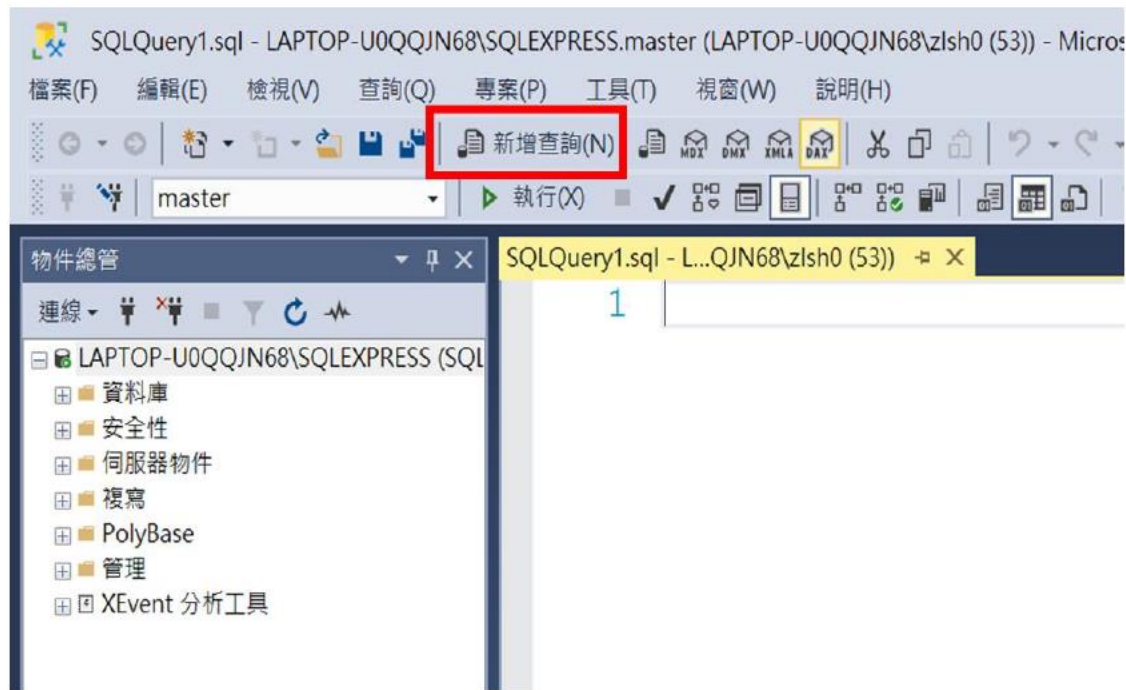 SQLQuery1.sql - LAPTOP-U0QQJN68\SQLEXPRESS.master (LAPTOP-U0QQJN68\zlsh0 (53)) - Micros
檔案(F) 編輯(E) 檢視(V) 查詢(Q) 專案(P) 工具(T) 視窗(W) 說明(H)
新增查詢(N) MDX DMX XMLA DAX
master 執行(X)
物件總管
SQLQuery1.sql - L...QJN68\zlsh0 (53))
連線
1
LAPTOP-U0QQJN68\SQLEXPRESS (SQL
資料庫
安全性
伺服器物件
複寫
PolyBase
管理
XEvent 分析工具